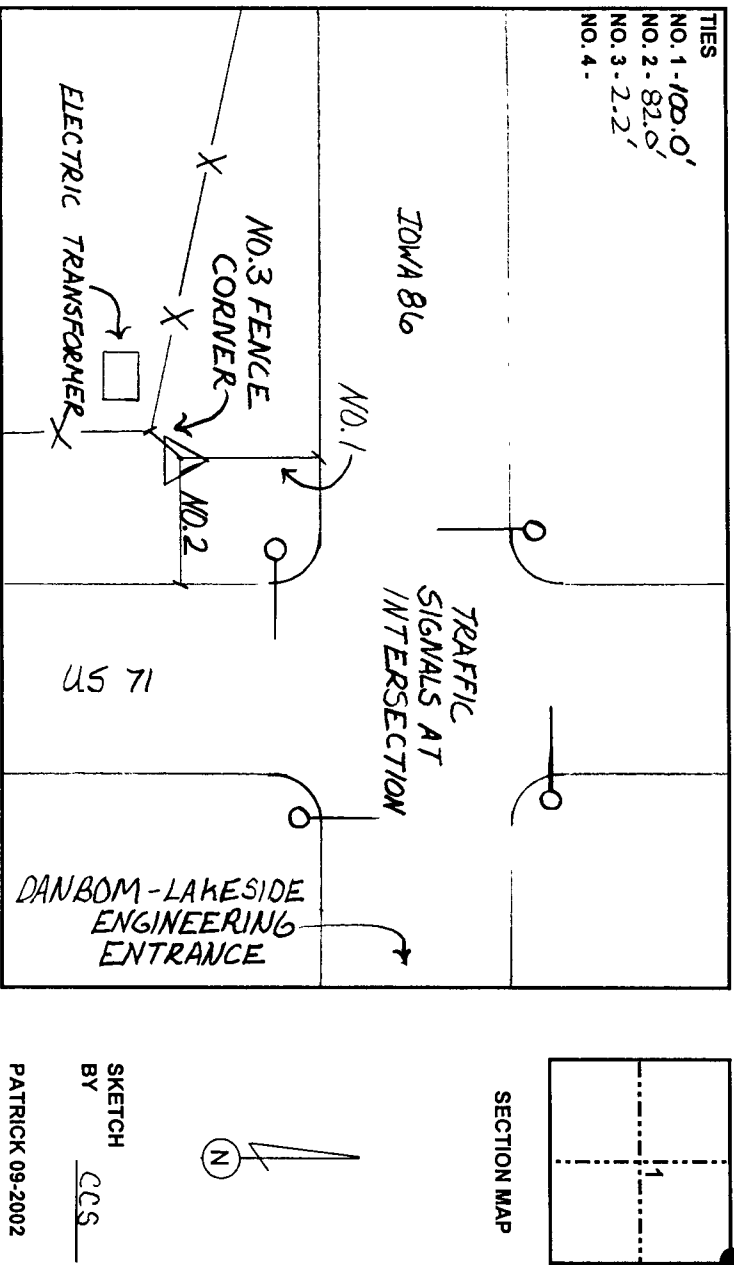 TIES
NO. 1 - 100.0'
NO. 2 - 82.0'
NO. 3 - 2.2'
NO. 4 -
IOWA 86
NO. 1
NO. 3 FENCE
CORNER
ELECTRIC TRANSFORMER
NO. 2
TRAFFIC
SIGNALS AT
INTERSECTION
US 71
DANBOM - LAKESIDE
ENGINEERING
ENTRANCE
1
SECTION MAP
N
SKETCH
BY CCS
PATRICK 09-2002